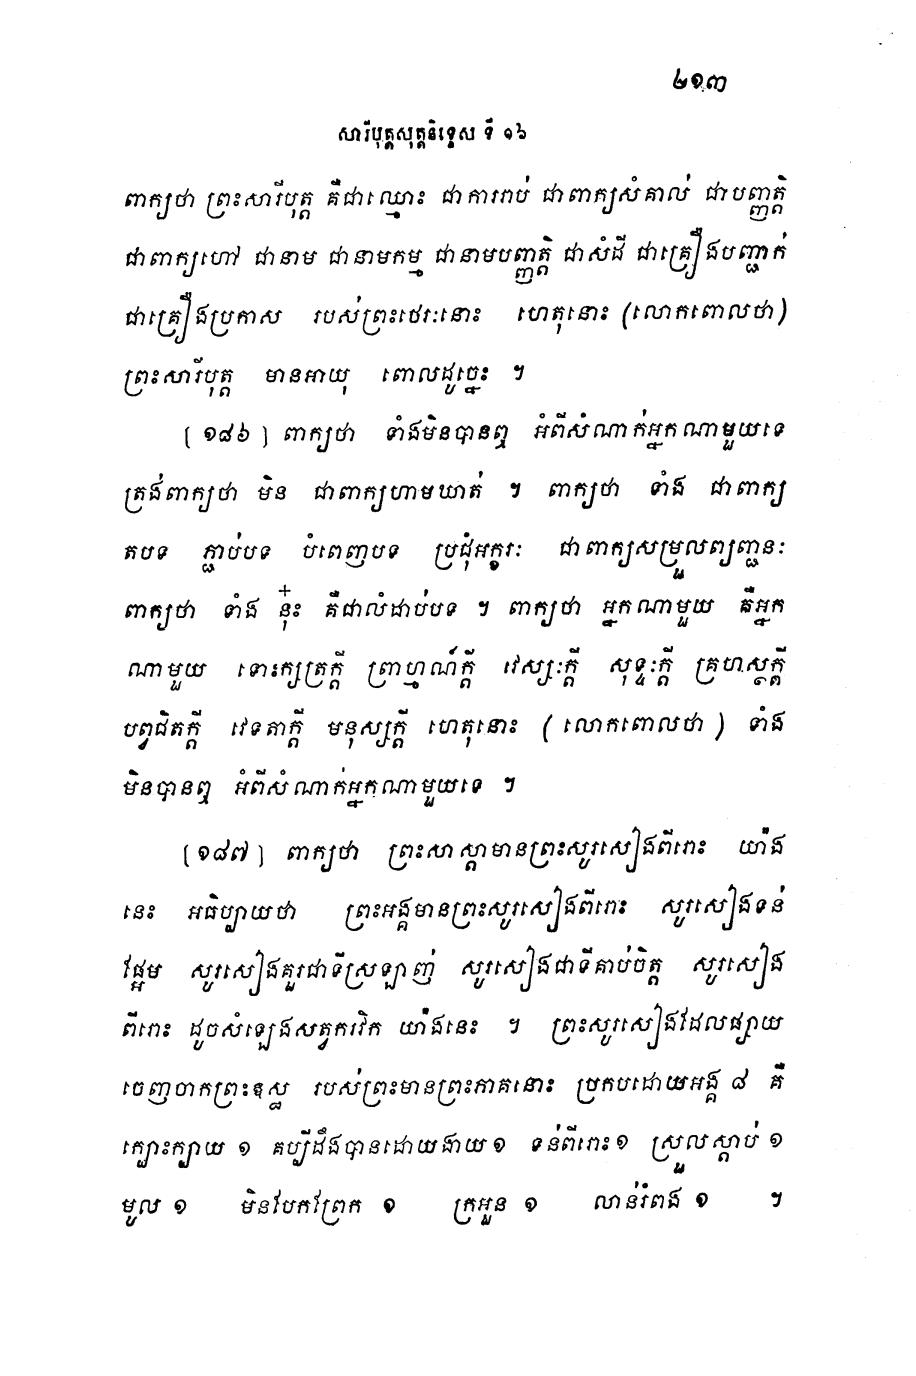 ២១៣
សារីបុត្តសុត្តនិទ្ទេស ទី ១៦
ពាក្យថា ព្រះសារីបុត្ត គឺជាឈ្មោះ ជាការរាប់ ជាពាក្យសំគាល់ ជាបញ្ញត្តិ
ជាពាក្យហៅ ជានាម ជានាមកម្ម ជានាមបញ្ញត្តិ ជាសំដី ជាគ្រឿងបញ្ជាក់
ជាគ្រឿងប្រកាស របស់ព្រះថេរៈនោះ ហេតុនោះ (លោកពោលថា)
ព្រះសារីបុត្ត មានអាយុ ពោលដូច្នេះ ។
[១៨៦] ពាក្យថា ទាំងមិនបានឮ អំពីសំណាក់អ្នកណាមួយទេ
ត្រង់ពាក្យថា មិន ជាពាក្យហាមឃាត់ ។ ពាក្យថា ទាំង ជាពាក្យ
តបទ ភ្ជាប់បទ បំពេញបទ ប្រជុំអក្ខរៈ ជាពាក្យសម្រួលព្យញ្ជនៈ
ពាក្យថា ទាំង នុ៎ះ គឺជាលំដាប់បទ ។ ពាក្យថា អ្នកណាមួយ គឺអ្នក
ណាមួយ ទោះក្សត្រក្តី ព្រាហ្មណ៍ក្តី វេស្សៈក្តី សុទ្ទៈក្តី គ្រហស្ថក្តី
បព្វជិតក្តី ទេវតាក្តី មនុស្សក្តី ហេតុនោះ (លោកពោលថា) ទាំង
មិនបានឮ អំពីសំណាក់អ្នកណាមួយទេ ។
[១៨៧] ពាក្យថា ព្រះសាស្តាមានព្រះសូរសៀងពីរោះ យ៉ាង
នេះ អធិប្បាយថា ព្រះអង្គមានព្រះសូរសៀងពីរោះ សូរសៀងទន់
ផ្អែម សូរសៀងគួរជាទីស្រឡាញ់ សូរសៀងជាទីគាប់ចិត្ត សូរសៀង
ពីរោះ ដូចសំឡេងសត្វករវិក យ៉ាងនេះ ។ ព្រះសូរសៀងដែលផ្សាយ
ចេញចាកព្រះឧស្ឋ របស់ព្រះមានព្រះភាគនោះ ប្រកបដោយអង្គ ៨ គឺ
ក្បោះក្បាយ ១ គប្បីដឹងបានដោយងាយ ១ ទន់ពីរោះ ១ ស្រួលស្តាប់ ១
មូល ១ មិនបែកព្រែក ១ ក្រអួន ១ លាន់រំពង ១ ។